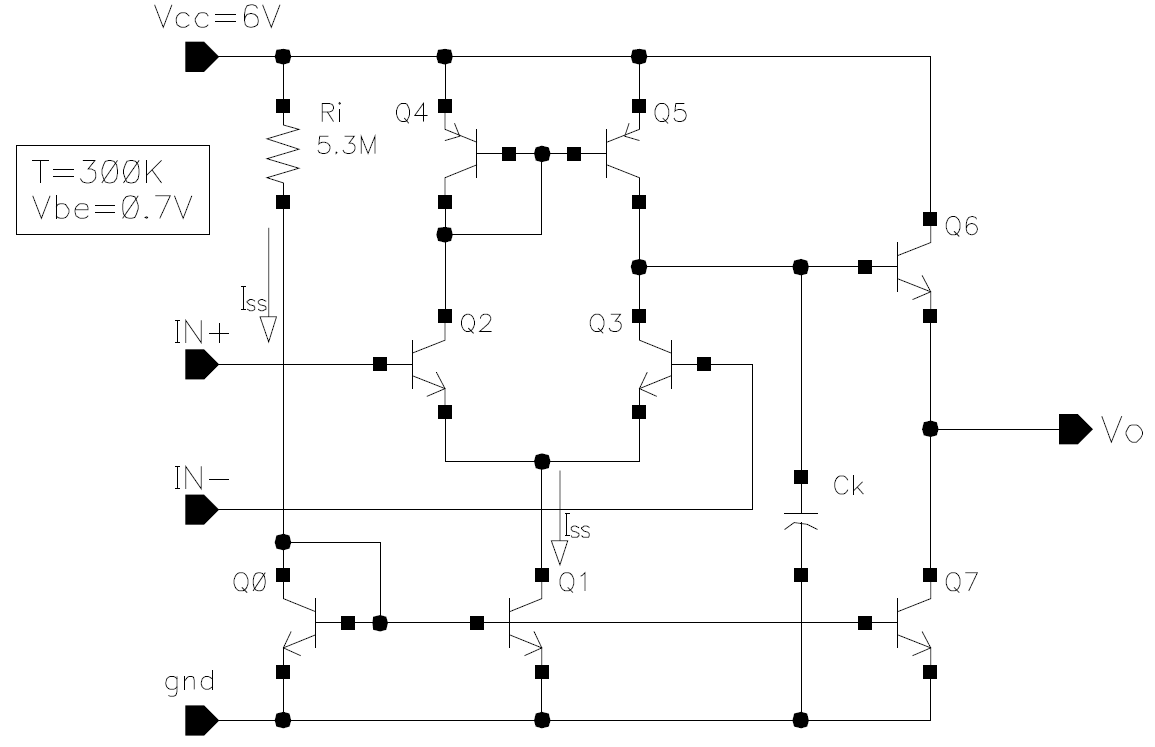 Vcc=6V
Ri
5.3M
Q4
Q5
T=300K
Vbe=0.7V
Q6
Iss
IN+
Q2
Q3
Vo
IN-
Ck
Iss
Q0
Q1
Q7
gnd